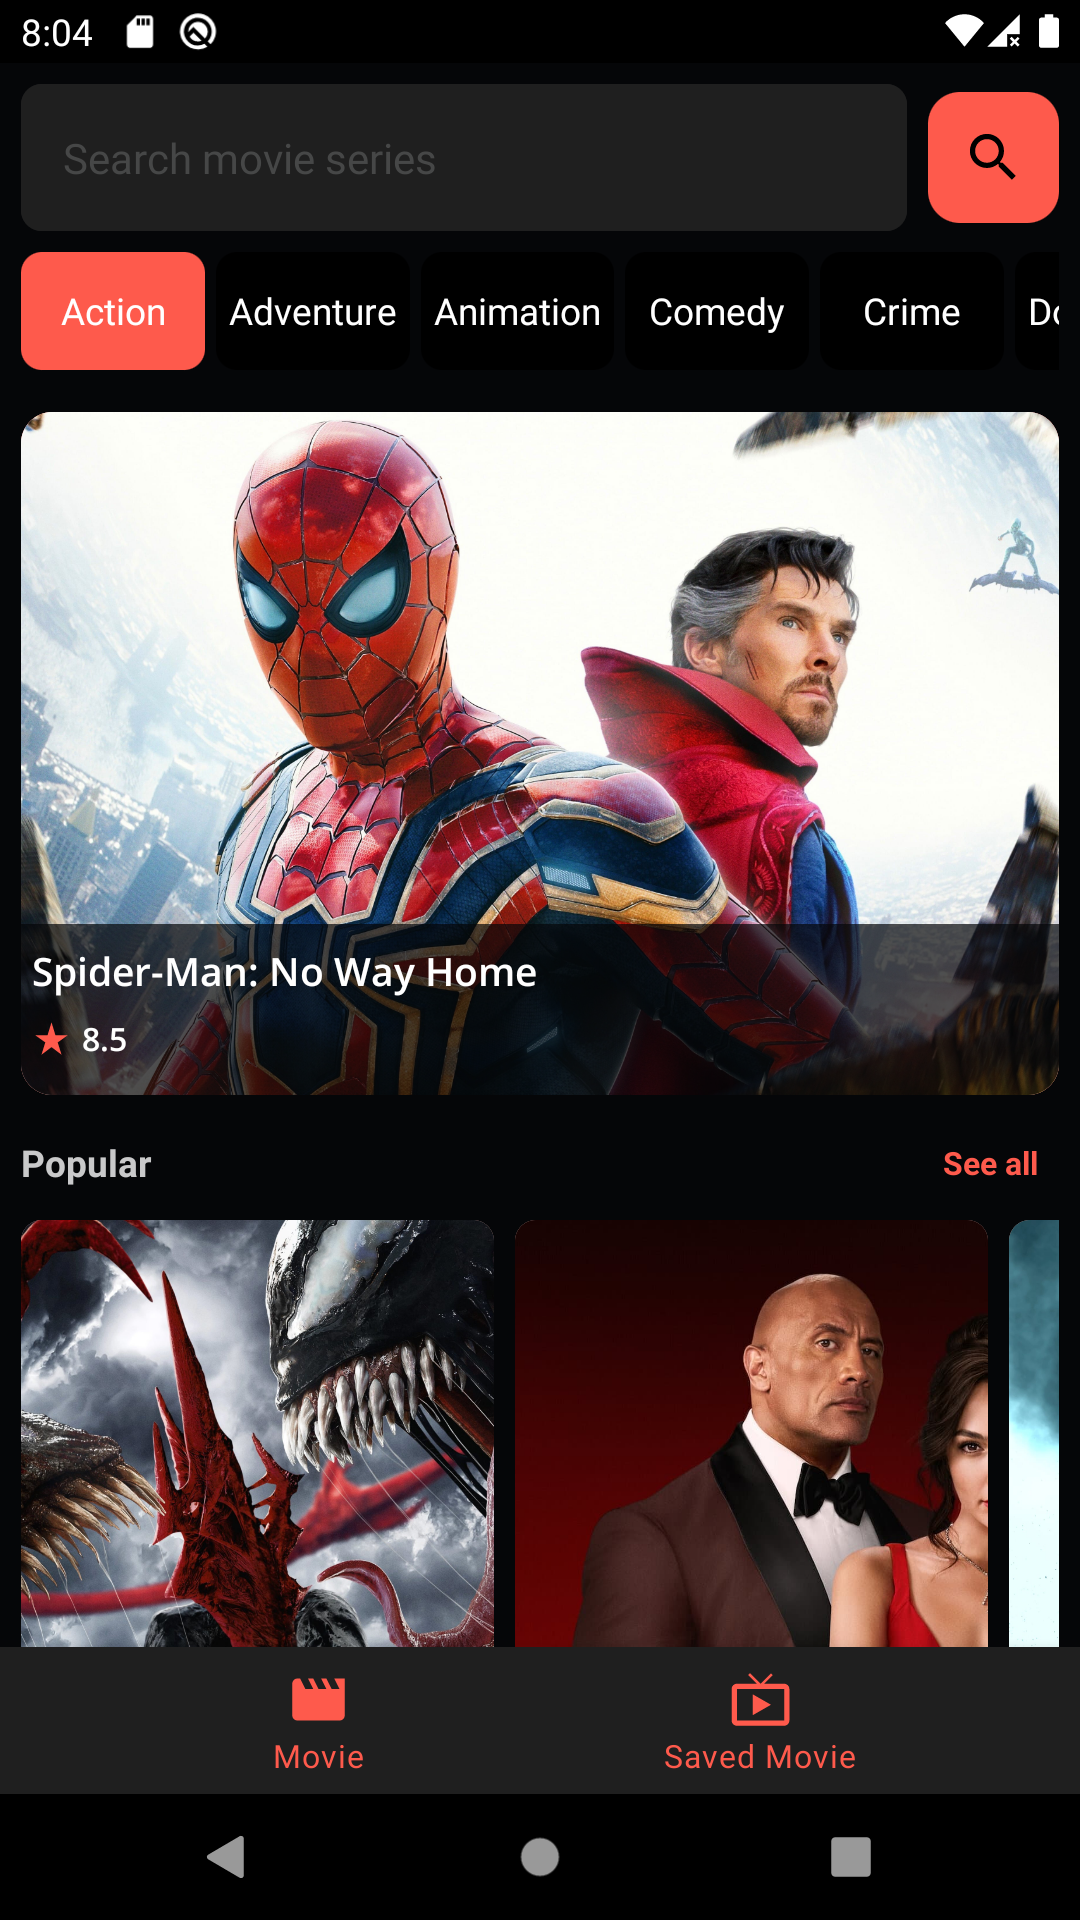 8:04
Search movie series
Action Adventure Animation Comedy Crime
Spider-Man: No Way Home
8.5
Popular See all
Movie Saved Movie